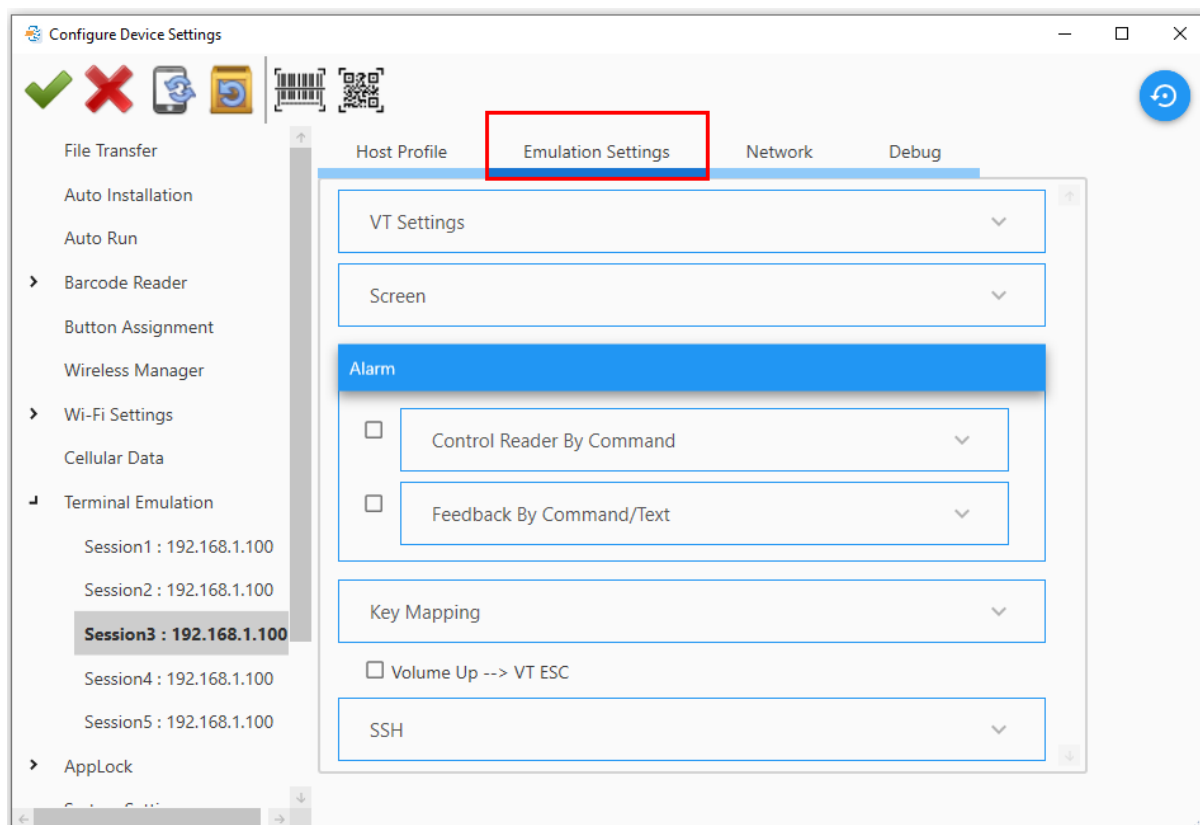 Configure Device Settings
File Transfer
Auto Installation
Auto Run
Barcode Reader
Button Assignment
Wireless Manager
Wi-Fi Settings
Cellular Data
Terminal Emulation
Session1 : 192.168.1.100
Session2 : 192.168.1.100
Session3 : 192.168.1.100
Session4 : 192.168.1.100
Session5 : 192.168.1.100
AppLock
Host Profile Emulation Settings Network Debug
VT Settings
Screen
Alarm
Control Reader By Command
Feedback By Command/Text
Key Mapping
Volume Up --> VT ESC
SSH